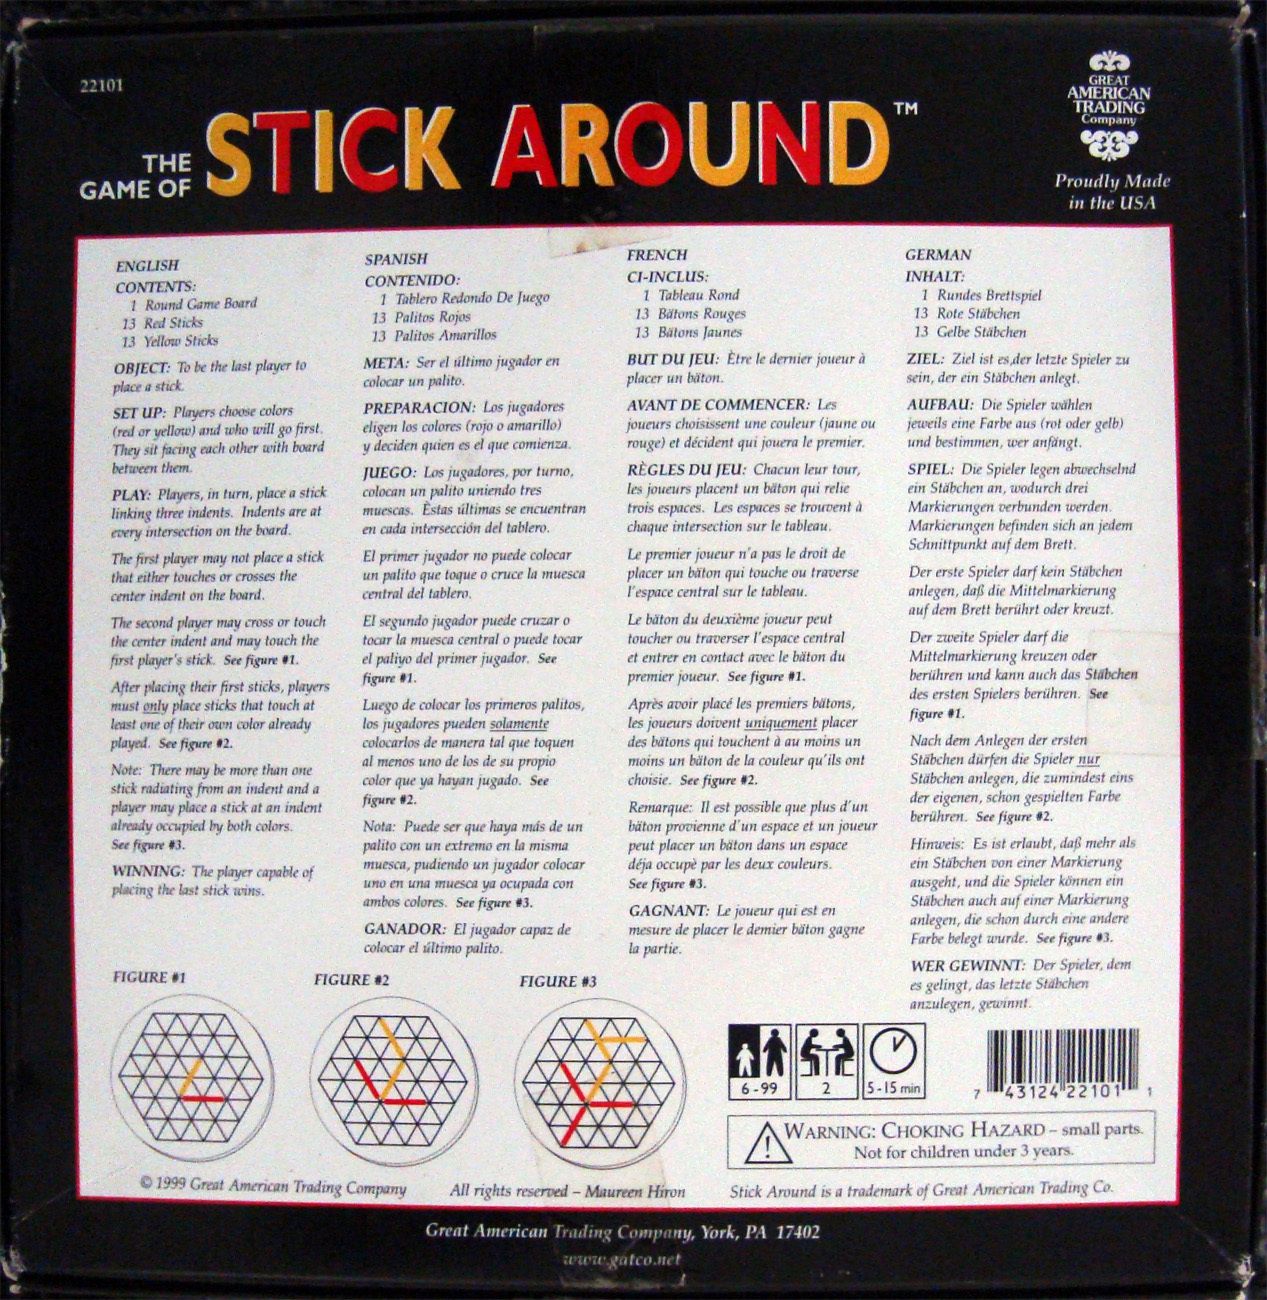 22101
GREAT
AMERICAN
TRADING
Company
Proudly Made
in the USA
THE
GAME OF
STICK AROUND™
ENGLISH
CONTENTS:
1 Round Game Board
13 Red Sticks
13 Yellow Sticks
OBJECT: To be the last player to
place a stick.
SET UP: Players choose colors
(red or yellow) and who will go first.
They sit facing each other with board
between them.
PLAY: Players, in turn, place a stick
linking three indents. Indents are at
every intersection on the board.
The first player may not place a stick
that either touches or crosses the
center indent on the board.
The second player may cross or touch
the center indent and may touch the
first player's stick. See figure #1.
After placing their first sticks, players
must only place sticks that touch at
least one of their own color already
played. See figure #2.
Note: There may be more than one
stick radiating from an indent and a
player may place a stick at an indent
already occupied by both colors.
See figure #3.
WINNING: The player capable of
placing the last stick wins.
SPANISH
CONTENIDO:
1 Tablero Redondo De Juego
13 Palitos Rojos
13 Palitos Amarillos
META: Ser el último jugador en
colocar un palito.
PREPARACION: Los jugadores
eligen los colores (rojo o amarillo)
y deciden quien es el que comienza.
JUEGO: Los jugadores, por turno,
colocan un palito uniendo tres
muescas. Èstas últimas se encuentran
en cada intersección del tablero.
El primer jugador no puede colocar
un palito que toque o cruce la muesca
central del tablero.
El segundo jugador puede cruzar o
tocar la muesca central o puede tocar
el paliyo del primer jugador. See
figure #1.
Luego de colocar los primeros palitos,
los jugadores pueden solamente
colocarlos de manera tal que toquen
al menos uno de los de su propio
color que ya hayan jugado. See
figure #2.
Nota: Puede ser que haya más de un
palito con un extremo en la misma
muesca, pudiendo un jugador colocar
uno en una muesca ya ocupada con
ambos colores. See figure #3.
GANADOR: El jugador capaz de
colocar el último palito.
FRENCH
CI-INCLUS:
1 Tableau Rond
13 Bâtons Rouges
13 Bâtons Jaunes
BUT DU JEU: Ètre le dernier joueur à
placer un bâton.
AVANT DE COMMENCER: Les
joueurs choisissent une couleur (jaune ou
rouge) et décident qui jouera le premier.
RÈGLES DU JEU: Chacun leur tour,
les joueurs placent un bâton qui relie
trois espaces. Les espaces se trouvent à
chaque intersection sur le tableau.
Le premier joueur n'a pas le droit de
placer un bâton qui touche ou traverse
l'espace central sur le tableau.
Le bâton du deuxième joueur peut
toucher ou traverser l'espace central
et entrer en contact avec le bâton du
premier joueur. See figure #1.
Après avoir placé les premiers bâtons,
les joueurs doivent uniquement placer
des bâtons qui touchent à au moins un
moins un bâton de la couleur qu'ils ont
choisie. See figure #2.
Remarque: Il est possible que plus d'un
bâton provienne d'un espace et un joueur
peut placer un bâton dans un espace
déja occupè par les deux couleurs.
See figure #3.
GAGNANT: Le joueur qui est en
mesure de placer le demier bâton gagne
la partie.
GERMAN
INHALT:
1 Rundes Brettspiel
13 Rote Stäbchen
13 Gelbe Stäbchen
ZIEL: Ziel ist es,der letzte Spieler zu
sein, der ein Stäbchen anlegt.
AUFBAU: Die Spieler wählen
jeweils eine Farbe aus (rot oder gelb)
und bestimmen, wer anfängt.
SPIEL: Die Spieler legen abwechselnd
ein Stäbchen an, wodurch drei
Markierungen verbunden werden.
Markierungen befinden sich an jedem
Schnittpunkt auf dem Brett.
Der erste Spieler darf kein Stäbchen
anlegen, daß die Mittelmarkierung
auf dem Brett berührt oder kreuzt.
Der zweite Spieler darf die
Mittelmarkierung kreuzen oder
berühren und kann auch das Stäbchen
des ersten Spielers berühren. See
figure #1.
Nach dem Anlegen der ersten
Stäbchen dürfen die Spieler nur
Stäbchen anlegen, die zumindest eins
der eigenen, schon gespielten Farbe
berühren. See figure #2.
Hinweis: Es ist erlaubt, daß mehr als
ein Stäbchen von einer Markierung
ausgeht, und die Spieler können ein
Stäbchen auch auf einer Markierung
anlegen, die schon durch eine andere
Farbe belegt wurde. See figure #3.
WER GEWINNT: Der Spieler, dem
es gelingt, das letzte Stäbchen
anzulegen, gewinnt.
FIGURE #1
FIGURE #2
FIGURE #3
6-99
2
5-15 min
7 43124 22101 1
WARNING: CHOKING HAZARD – small parts.
Not for children under 3 years.
© 1999 Great American Trading Company
All rights reserved – Maureen Hiron
Stick Around is a trademark of Great American Trading Co.
Great American Trading Company, York, PA 17402
www.gatco.net